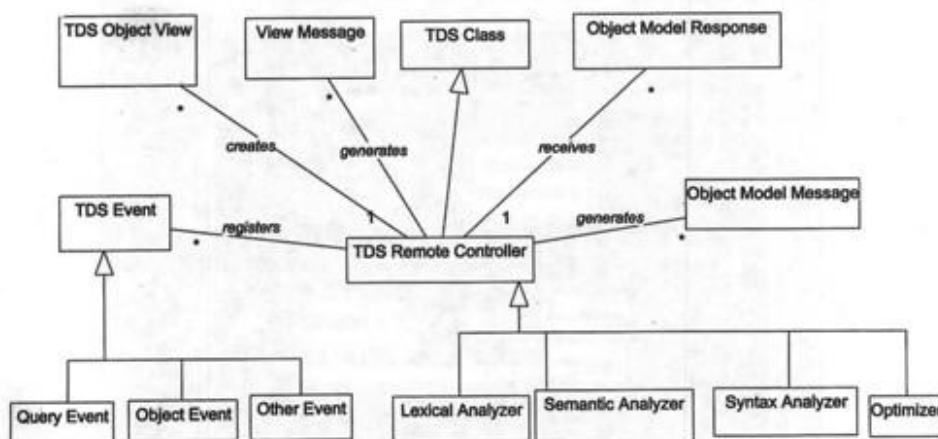 TDS Object View
View Message
TDS Class
Object Model Response
*
*
*
creates
generates
receives
Object Model Message
TDS Event
1
1
generates
*
registers
*
TDS Remote Controller
Query Event
Object Event
Other Event
Lexical Analyzer
Semantic Analyzer
Syntax Analyzer
Optimizer